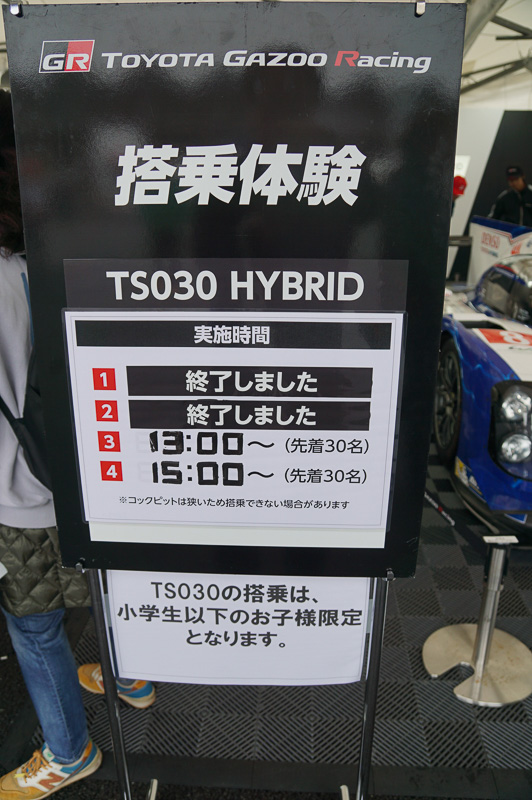 GR TOYOTA GAZOO Racing
搭乗体験
TS030 HYBRID
実施時間
1 終了しました
2 終了しました
3 13:00～（先着30名）
4 15:00～（先着30名）
※コックピットは狭いため搭乗できない場合があります
TS030の搭乗は、
小学生以下のお子様限定
となります。
DENSO
8
N